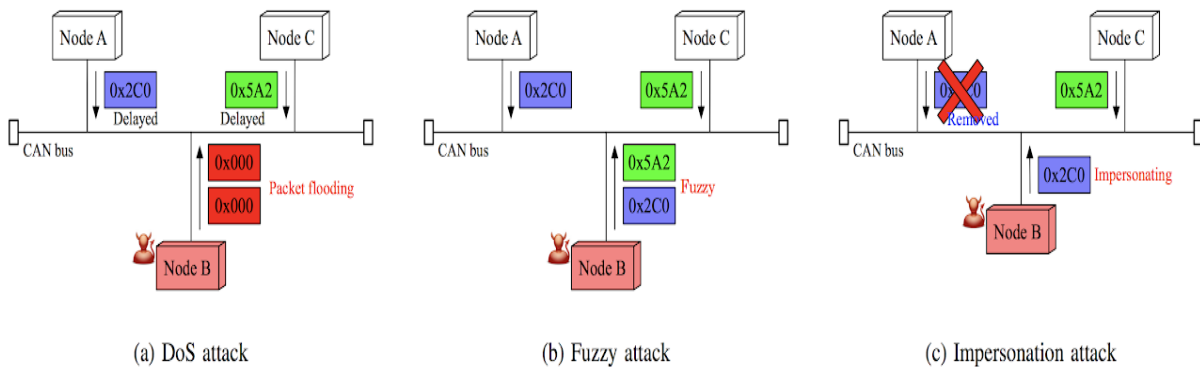 Node A
Node C
0x2C0
0x5A2
Delayed
Delayed
CAN bus
0x000
0x000
Packet flooding
Node B
(a) DoS attack
Node A
Node C
0x2C0
0x5A2
CAN bus
0x5A2
0x2C0
Fuzzy
Node B
(b) Fuzzy attack
Node A
Node C
0x5A2
Removed
CAN bus
0x2C0
Impersonating
Node B
(c) Impersonation attack